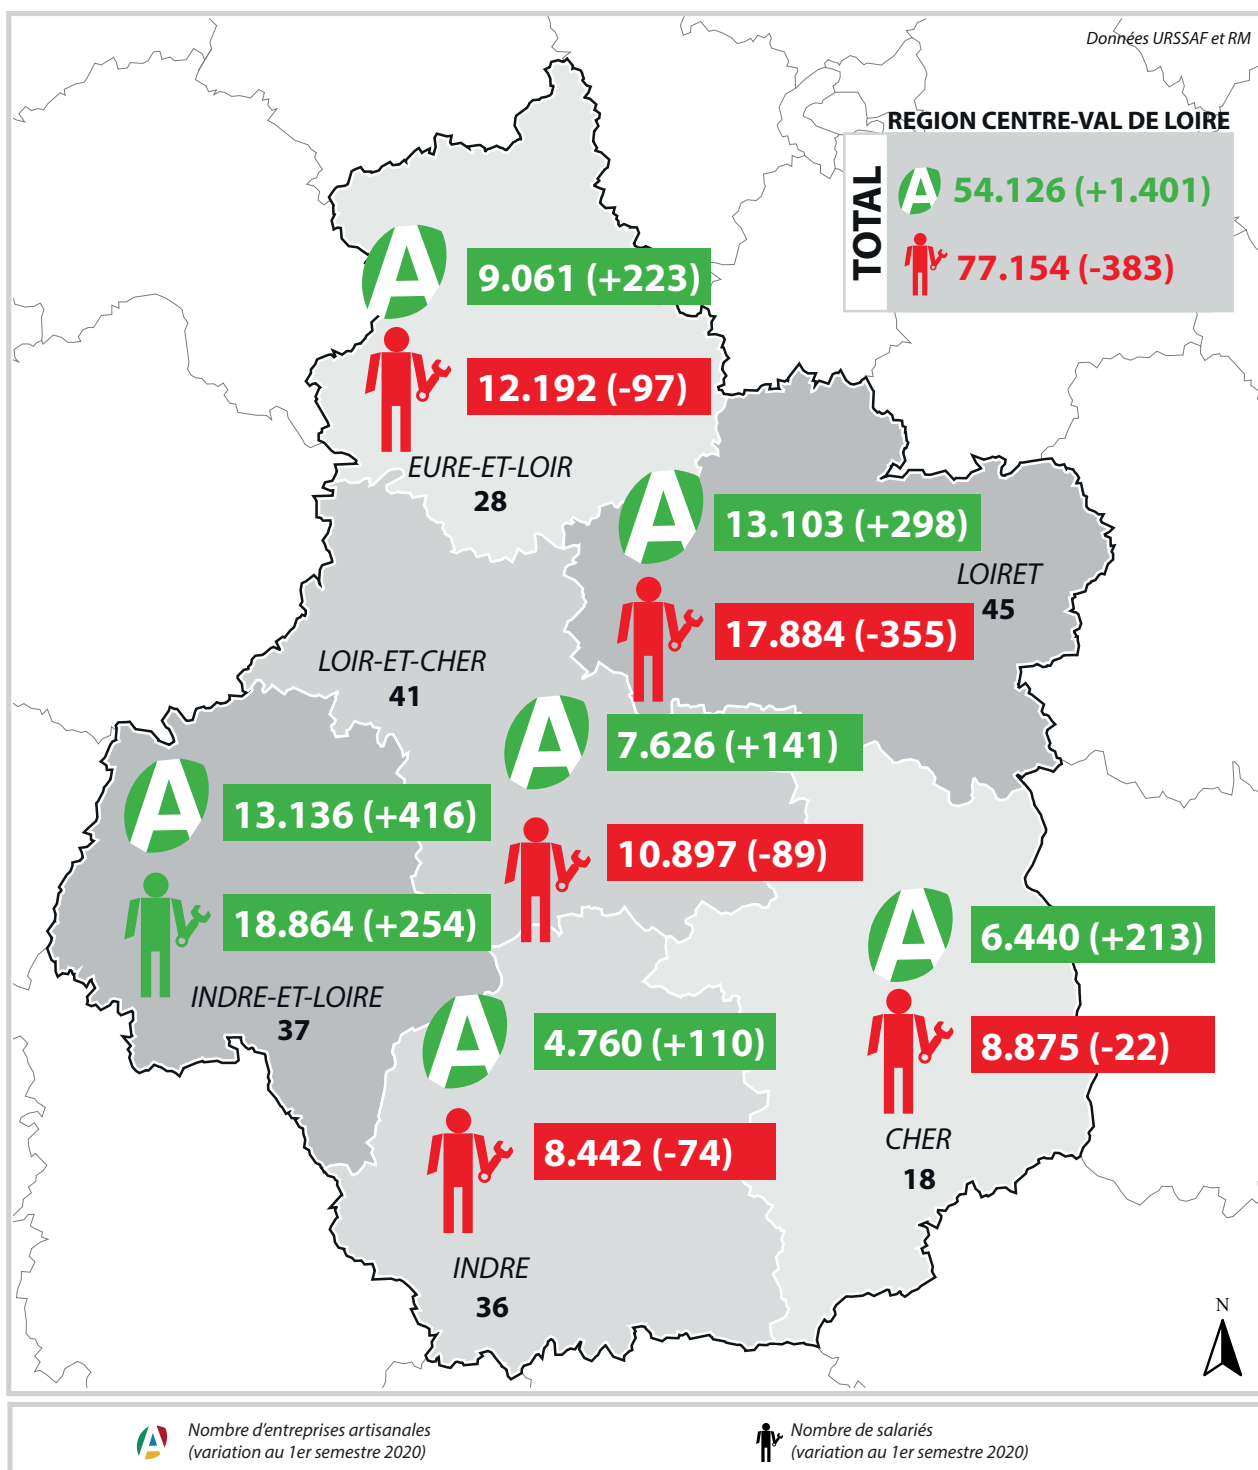 Données URSSAF et RM
REGION CENTRE-VAL DE LOIRE
TOTAL
A 54.126 (+1.401)
77.154 (-383)
A 9.061 (+223)
12.192 (-97)
EURE-ET-LOIR
28
A 13.103 (+298)
LOIRET
45
17.884 (-355)
LOIR-ET-CHER
41
A 7.626 (+141)
10.897 (-89)
A 13.136 (+416)
18.864 (+254)
INDRE-ET-LOIRE
37
A 6.440 (+213)
8.875 (-22)
CHER
18
A 4.760 (+110)
8.442 (-74)
INDRE
36
N
A Nombre d'entreprises artisanales
(variation au 1er semestre 2020)
Nombre de salariés
(variation au 1er semestre 2020)